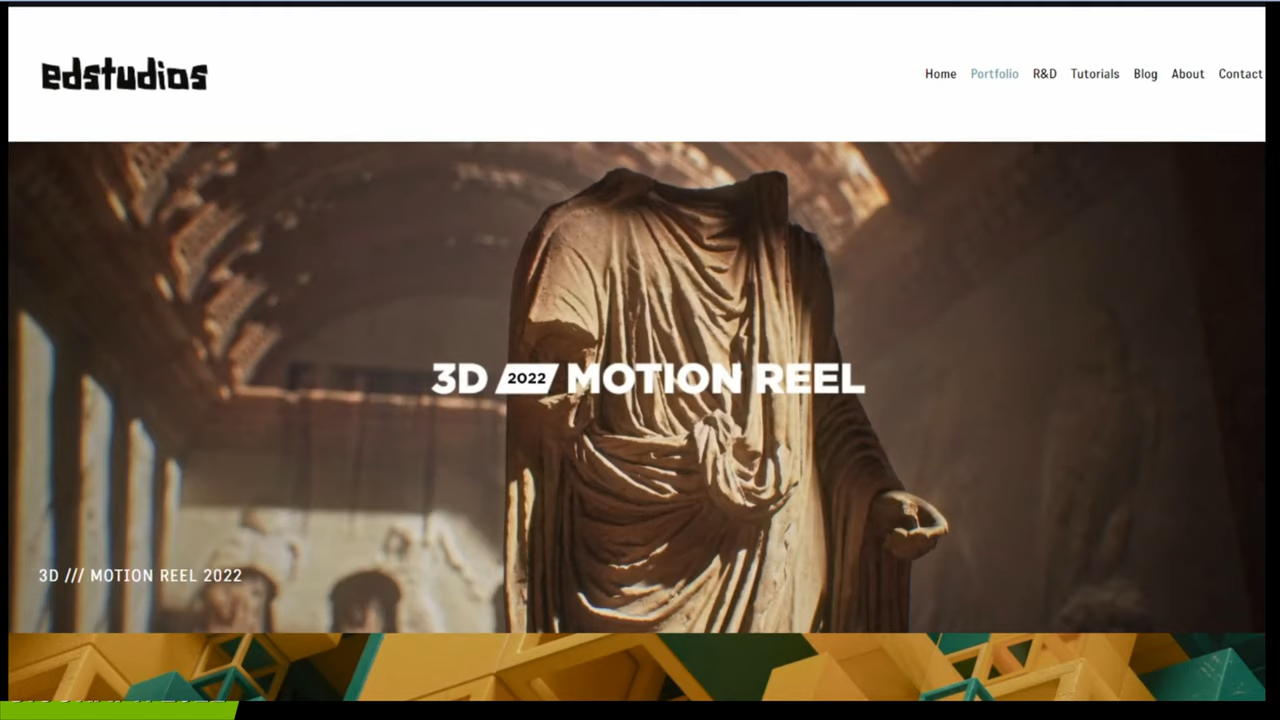 edstudios
Home Portfolio R&D Tutorials Blog About Contact
3D 2022 MOTION REEL
3D /// MOTION REEL 2022